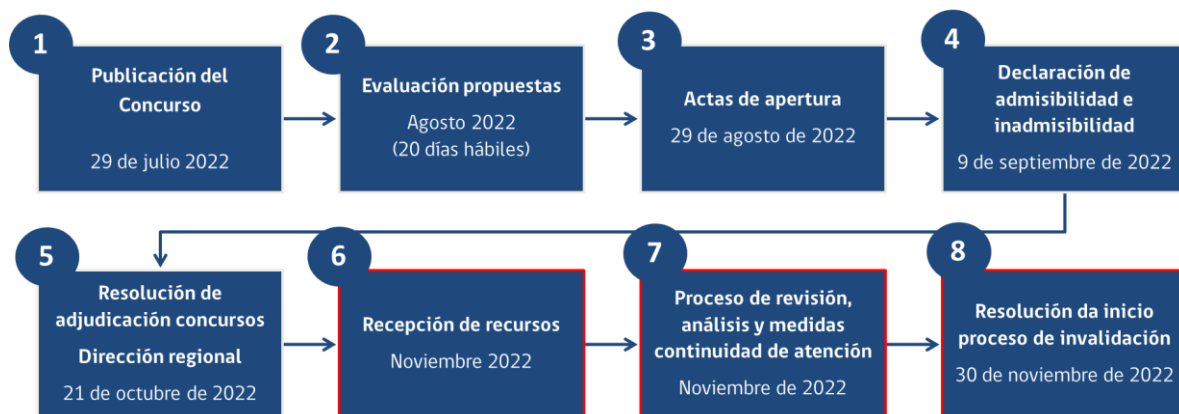 1
Publicación del
Concurso
29 de julio 2022
2
Evaluación propuestas
Agosto 2022
(20 días hábiles)
3
Actas de apertura
29 de agosto de 2022
4
Declaración de
admisibilidad e
inadmisibilidad
9 de septiembre de 2022
5
Resolución de
adjudicación concursos
Dirección regional
21 de octubre de 2022
6
Recepción de recursos
Noviembre 2022
7
Proceso de revisión,
análisis y medidas
continuidad de atención
Noviembre de 2022
8
Resolución da inicio
proceso de invalidación
30 de noviembre de 2022